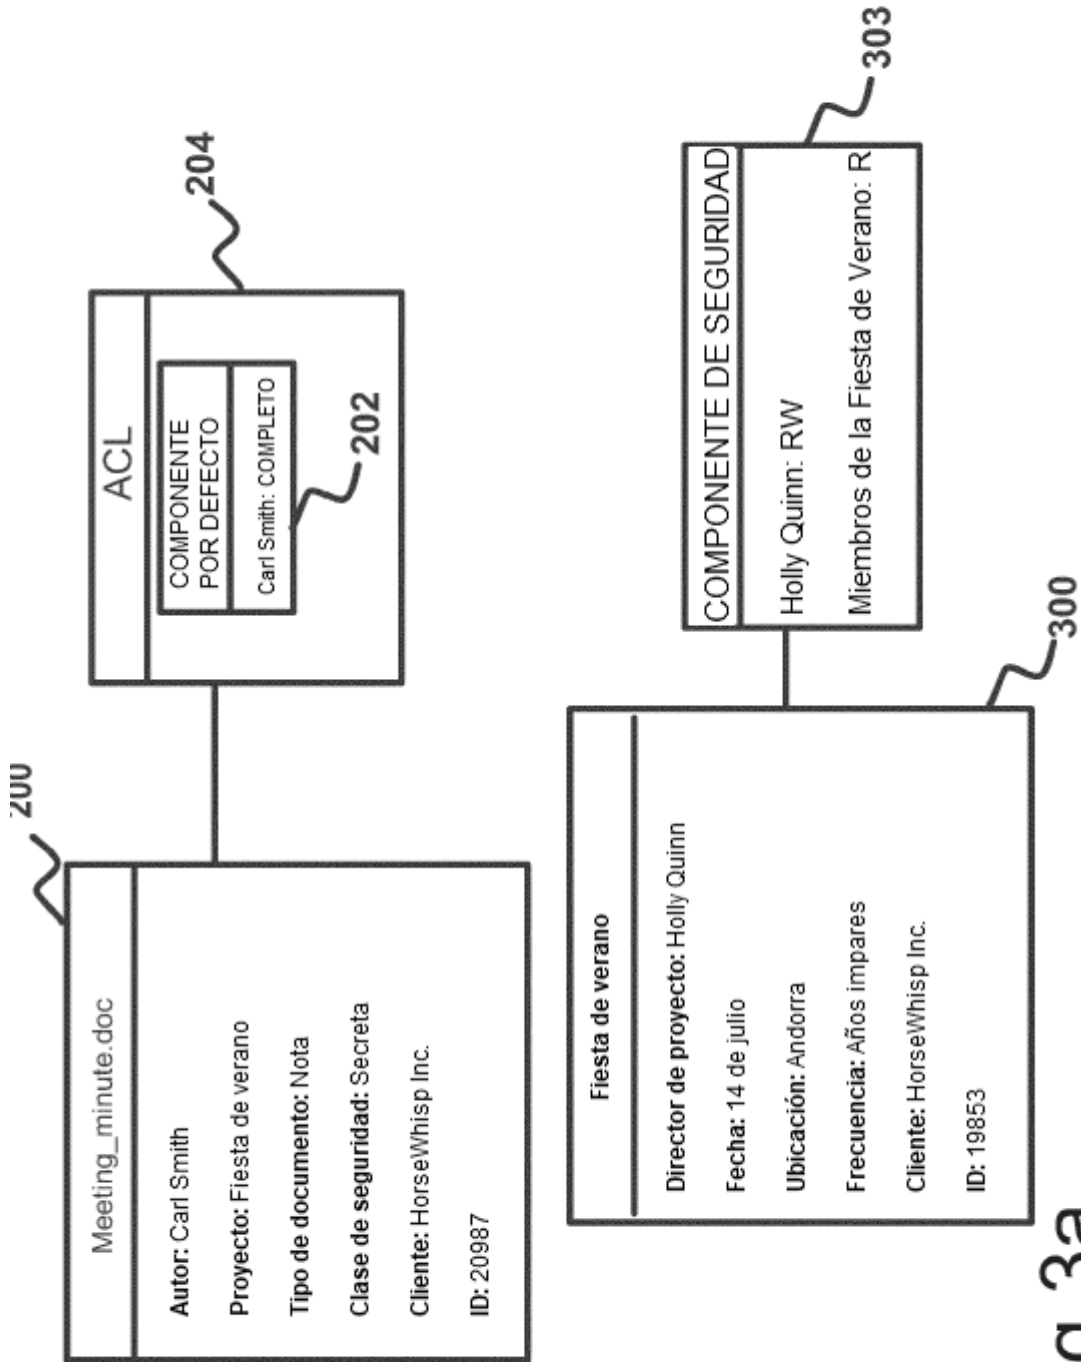 200
Meeting_minute.doc
Autor: Carl Smith
Proyecto: Fiesta de verano
Tipo de documento: Nota
Clase de seguridad: Secreta
Cliente: HorseWhisp Inc.
ID: 20987
204
ACL
COMPONENTE
POR DEFECTO
Carl Smith: COMPLETO
202
Fiesta de verano
Director de proyecto: Holly Quinn
Fecha: 14 de julio
Ubicación: Andorra
Frecuencia: Años impares
Cliente: HorseWhisp Inc.
ID: 19853
300
COMPONENTE DE SEGURIDAD
Holly Quinn: RW
Miembros de la Fiesta de Verano: R
303
g 3a